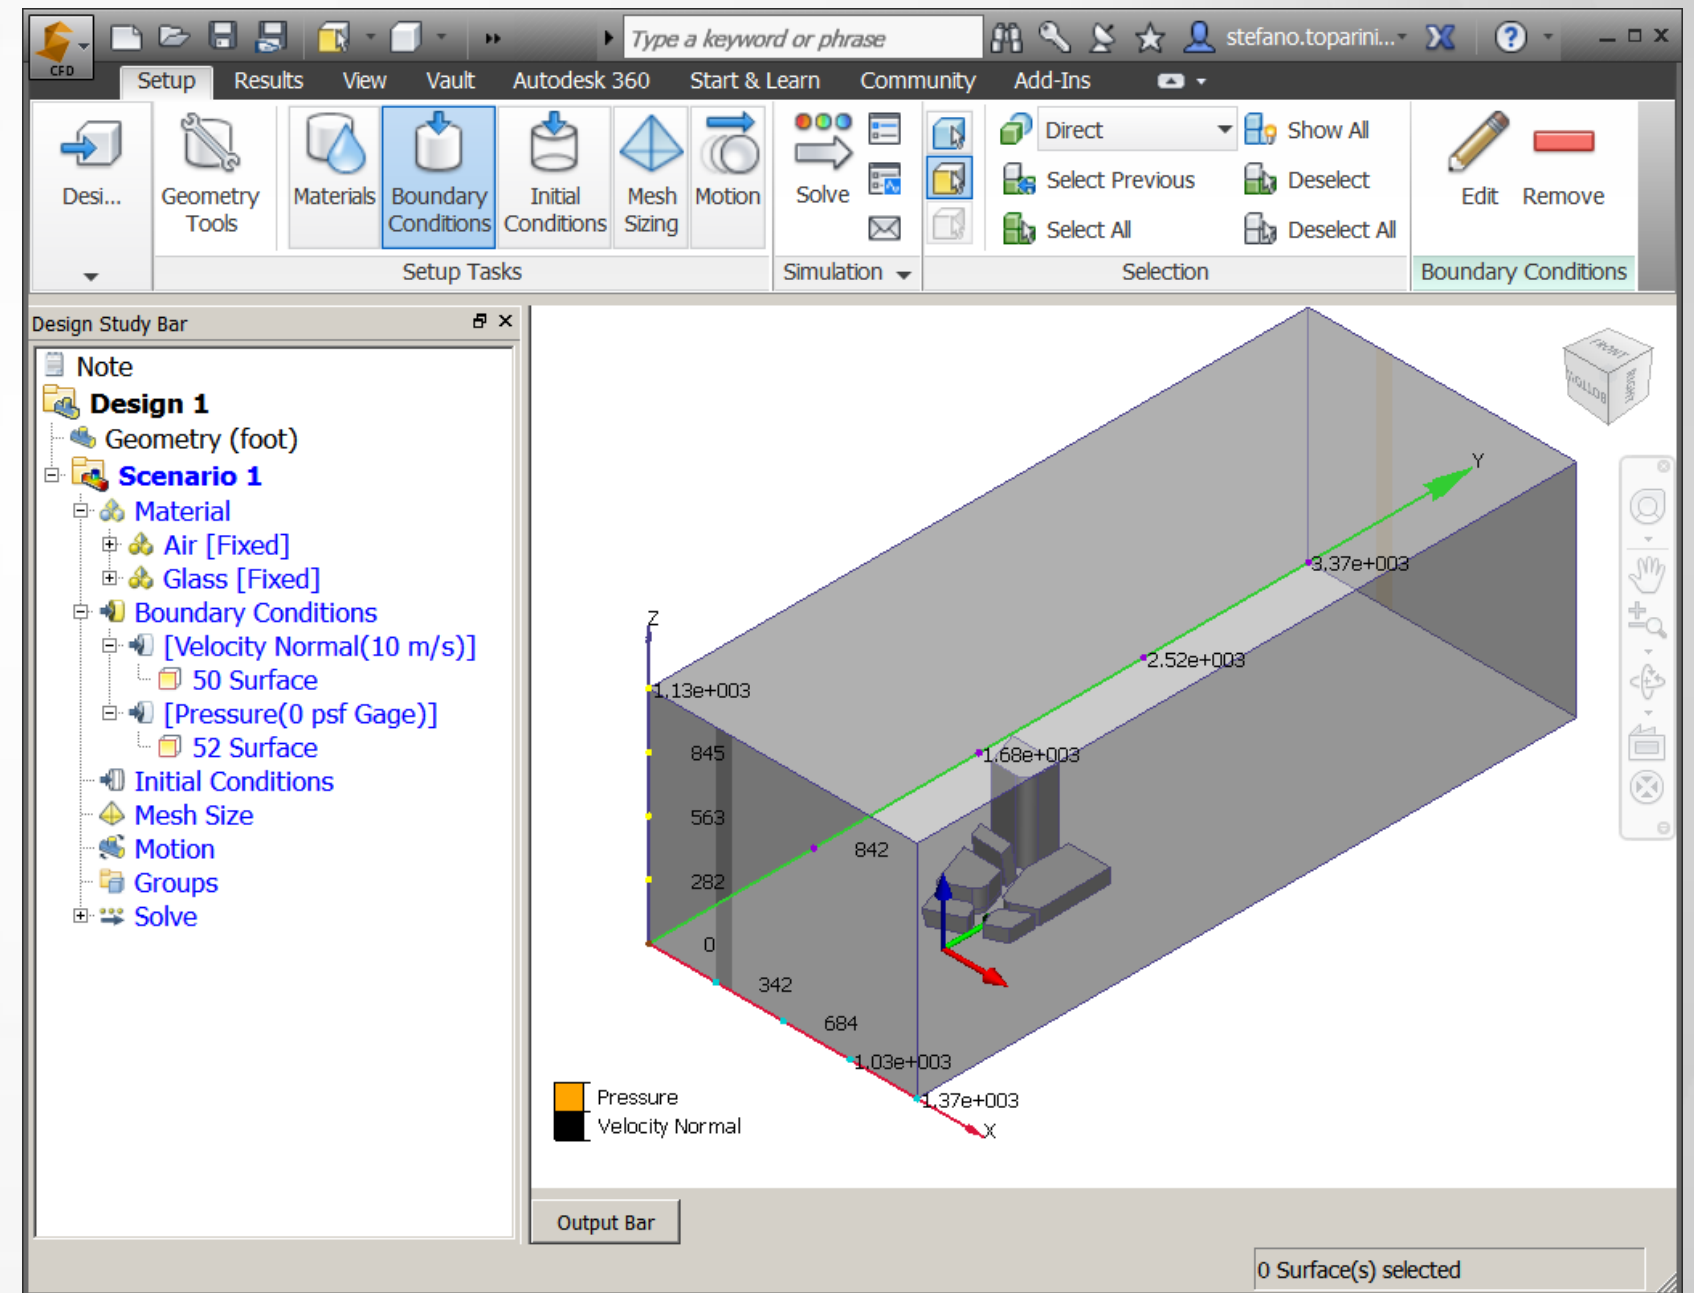 Type a keyword or phrase
stefano.toparini...
CFD
Setup Results View Vault Autodesk 360 Start & Learn Community Add-Ins
Desi...
Geometry Tools
Materials
Boundary Conditions
Initial Conditions
Mesh Sizing
Motion
Setup Tasks
Solve
Simulation
Direct
Select Previous
Select All
Show All
Deselect
Deselect All
Selection
Edit
Remove
Boundary Conditions
Design Study Bar
Note
Design 1
Geometry (foot)
Scenario 1
Material
Air [Fixed]
Glass [Fixed]
Boundary Conditions
[Velocity Normal(10 m/s)]
50 Surface
[Pressure(0 psf Gage)]
52 Surface
Initial Conditions
Mesh Size
Motion
Groups
Solve
FRONT
BOTTOM
RIGHT
Y
3.37e+003
2.52e+003
Z
1.13e+003
1.68e+003
845
563
842
282
0
342
684
1.03e+003
1.37e+003
X
Pressure
Velocity Normal
Output Bar
0 Surface(s) selected